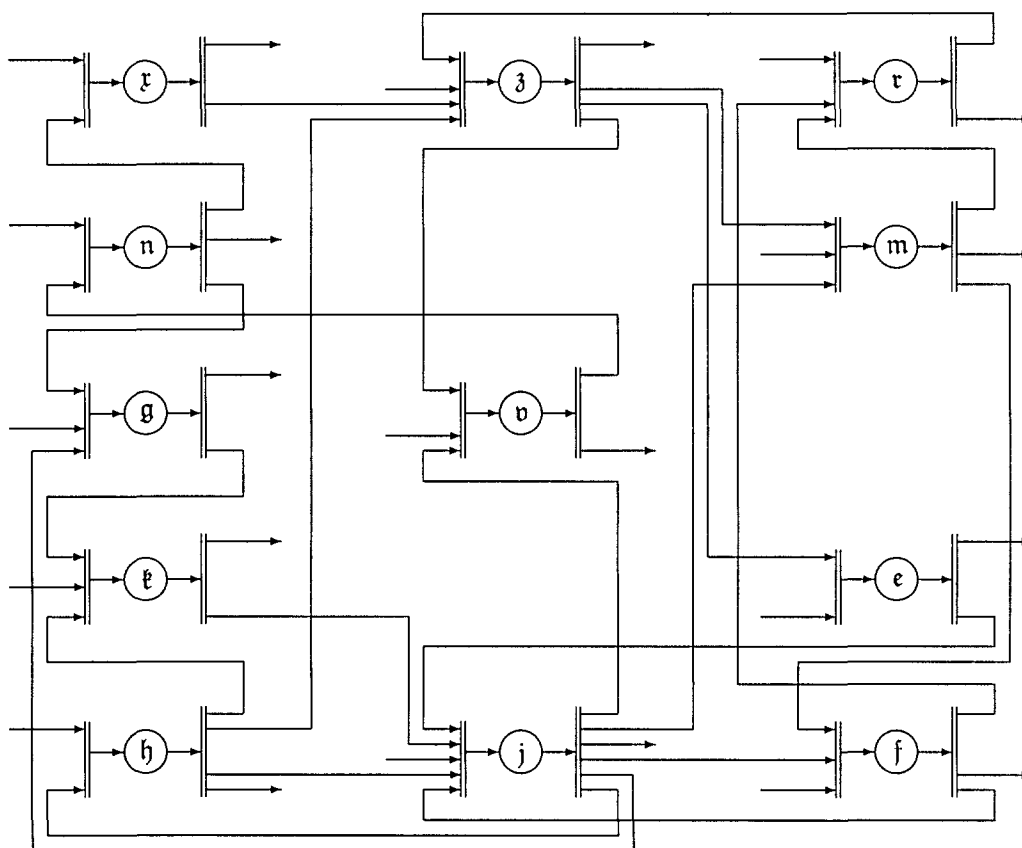 𝔵 𝔷 𝔯
𝔫 𝔪
𝔤 𝔳
𝔨 𝔢
𝔥 𝔧 𝔣